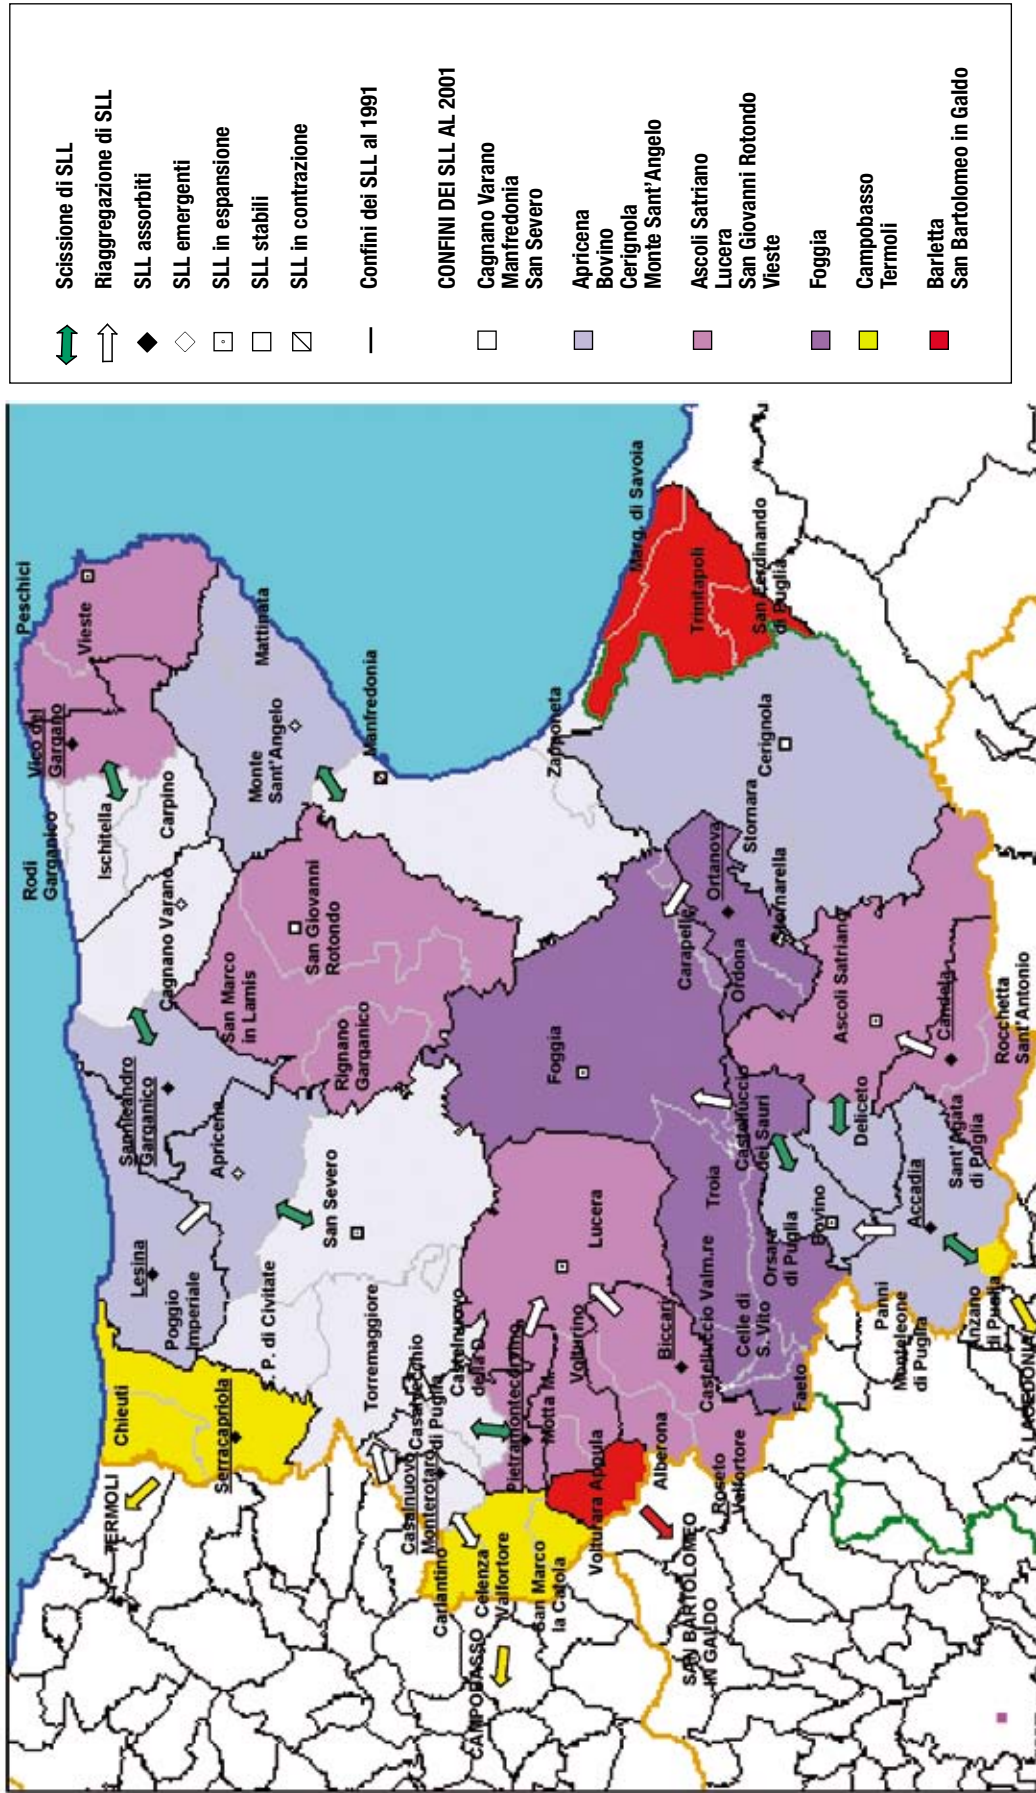 Scissione di SLL
Riaggregazione di SLL
SLL assorbiti
SLL emergenti
SLL in espansione
SLL stabili
SLL in contrazione
Confini dei SLL al 1991
CONFINI DEI SLL AL 2001
Cagnano Varano
Manfredonia
San Severo
Apricena
Bovino
Cerignola
Monte Sant'Angelo
Ascoli Satriano
Lucera
San Giovanni Rotondo
Vieste
Foggia
Campobasso
Termoli
Barletta
San Bartolomeo in Galdo
Peschici
Vieste
Vico del
Gargano
Rodi
Garganico
Ischitella
Carpino
Cagnano Varano
Mattinata
Monte
Sant'Angelo
Manfredonia
San Giovanni
Rotondo
San Marco
in Lamis
Rignano
Garganico
Sannicandro
Garganico
Apricena
Lesina
Poggio
Imperiale
Chieuti
Serracapriola
TERMOLI
S. P. di Civitate
San Severo
Torremaggiore
Casalvecchio
di Puglia
Casalnuovo
Monterotaro
Castelnuovo
della D.
Pietramontecorvino
Motta M.
Volturino
Carlantino
Celenza
Valfortore
San Marco
la Catola
CAMPOBASSO
Volturara Appula
Alberona
SAN BARTOLOMEO
IN GALDO
Roseto
Valfortore
Biccari
Lucera
Foggia
Zapponeta
Marg. di Savoia
Trinitapoli
San Ferdinando
di Puglia
Cerignola
Stornara
Stornarella
Ortanova
Carapelle
Ordona
Troia
Castelluccio
dei Sauri
Castelluccio Valm.re
Celle di
S. Vito
Faeto
Orsara
di Puglia
Bovino
Deliceto
Ascoli Satriano
Candela
Rocchetta
Sant'Antonio
Sant'Agata
di Puglia
Accadia
Panni
Monteleone
di Puglia
Anzano
di Puglia
LACEDONIA